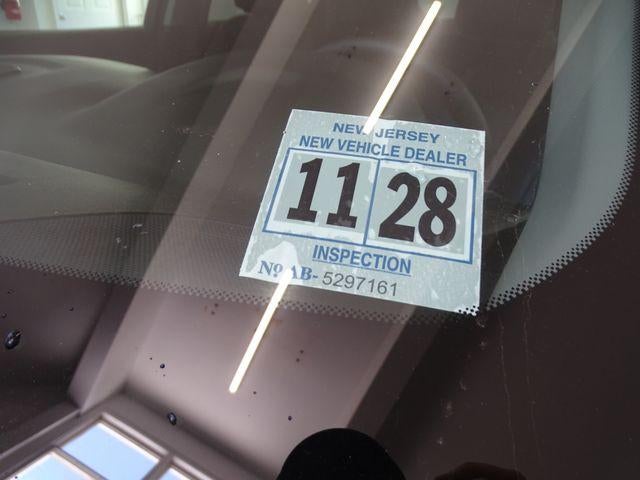 NEW JERSEY
NEW VEHICLE DEALER
11 28
INSPECTION
No AB- 5297161